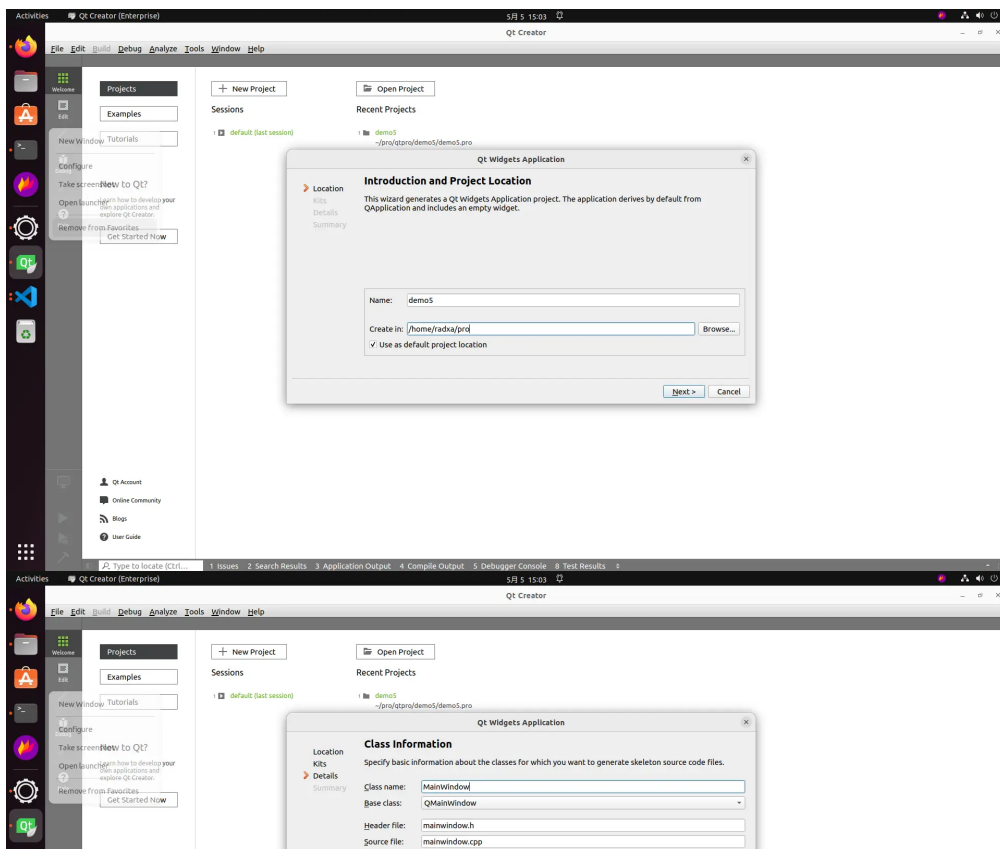 Activities Qt Creator (Enterprise) 5月 5 15:03
Qt Creator
File Edit Build Debug Analyze Tools Window Help
Welcome
Edit
Projects
Examples
Tutorials
+ New Project
Open Project
Sessions
Recent Projects
default (last session)
demo5
~/pro/qtpro/demo5/demo5.pro
New Window
Configure
Take screenshot
Open launcher
Remove from Favorites
New to Qt?
Learn how to develop your
own applications and
explore Qt Creator.
Get Started Now
Qt Widgets Application
Location
Kits
Details
Summary
Introduction and Project Location
This wizard generates a Qt Widgets Application project. The application derives by default from
QApplication and includes an empty widget.
Name: demo5
Create in: /home/radxa/pro Browse...
Use as default project location
Next > Cancel
Qt Account
Online Community
Blogs
User Guide
Type to locate (Ctrl... 1 Issues 2 Search Results 3 Application Output 4 Compile Output 5 Debugger Console 8 Test Results
Activities Qt Creator (Enterprise) 5月 5 15:03
Qt Creator
File Edit Build Debug Analyze Tools Window Help
Welcome
Edit
Projects
Examples
Tutorials
+ New Project
Open Project
Sessions
Recent Projects
default (last session)
demo5
~/pro/qtpro/demo5/demo5.pro
New Window
Configure
Take screenshot
Open launcher
Remove from Favorites
New to Qt?
Learn how to develop your
own applications and
explore Qt Creator.
Get Started Now
Qt Widgets Application
Location
Kits
Details
Summary
Class Information
Specify basic information about the classes for which you want to generate skeleton source code files.
Class name: MainWindow
Base class: QMainWindow
Header file: mainwindow.h
Source file: mainwindow.cpp